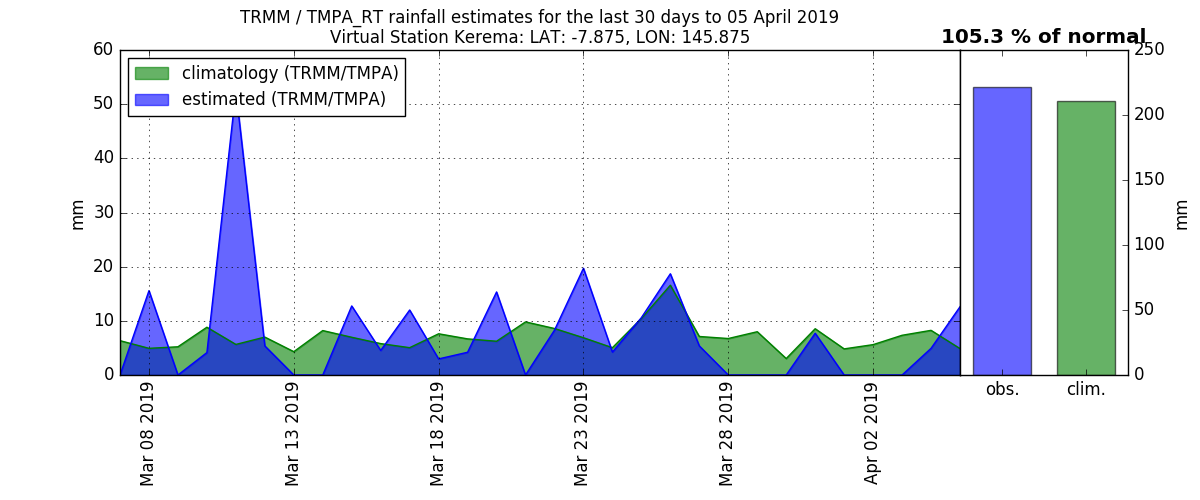 TRMM / TMPA_RT rainfall estimates for the last 30 days to 05 April 2019
Virtual Station Kerema: LAT: -7.875, LON: 145.875
105.3 % of normal
climatology (TRMM/TMPA)
estimated (TRMM/TMPA)
60
50
40
30
20
10
0
mm
Mar 08 2019
Mar 13 2019
Mar 18 2019
Mar 23 2019
Mar 28 2019
Apr 02 2019
obs.
clim.
250
200
150
100
50
0
mm